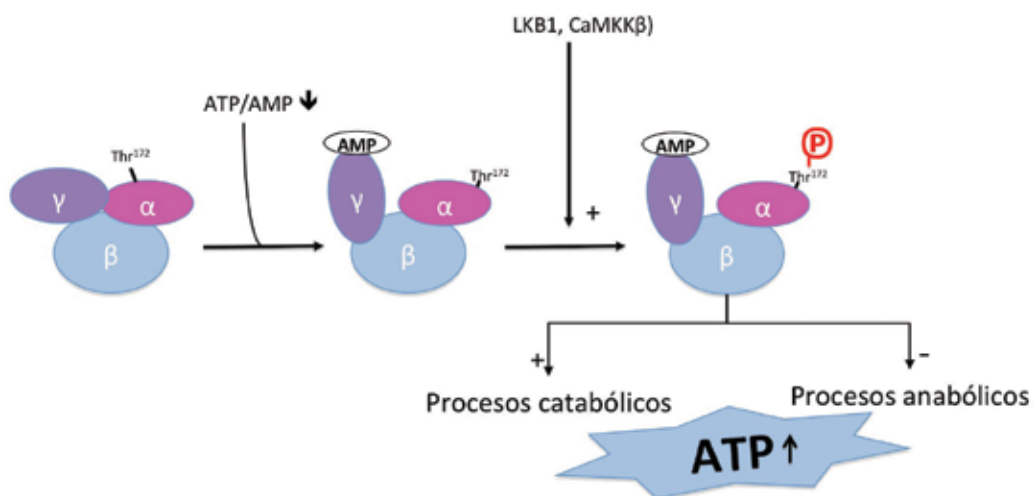 LKB1, CaMKKβ)
ATP/AMP ↓
Thr¹⁷²
γ
α
β
AMP
Thr¹⁷²
γ
α
β
+
AMP
P
Thr¹⁷²
γ
α
β
+
−
Procesos catabólicos
Procesos anabólicos
ATP↑